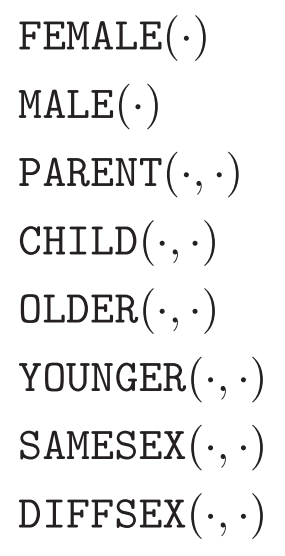 FEMALE(·)
MALE(·)
PARENT(·, ·)
CHILD(·, ·)
OLDER(·, ·)
YOUNGER(·, ·)
SAMESEX(·, ·)
DIFFSEX(·, ·)